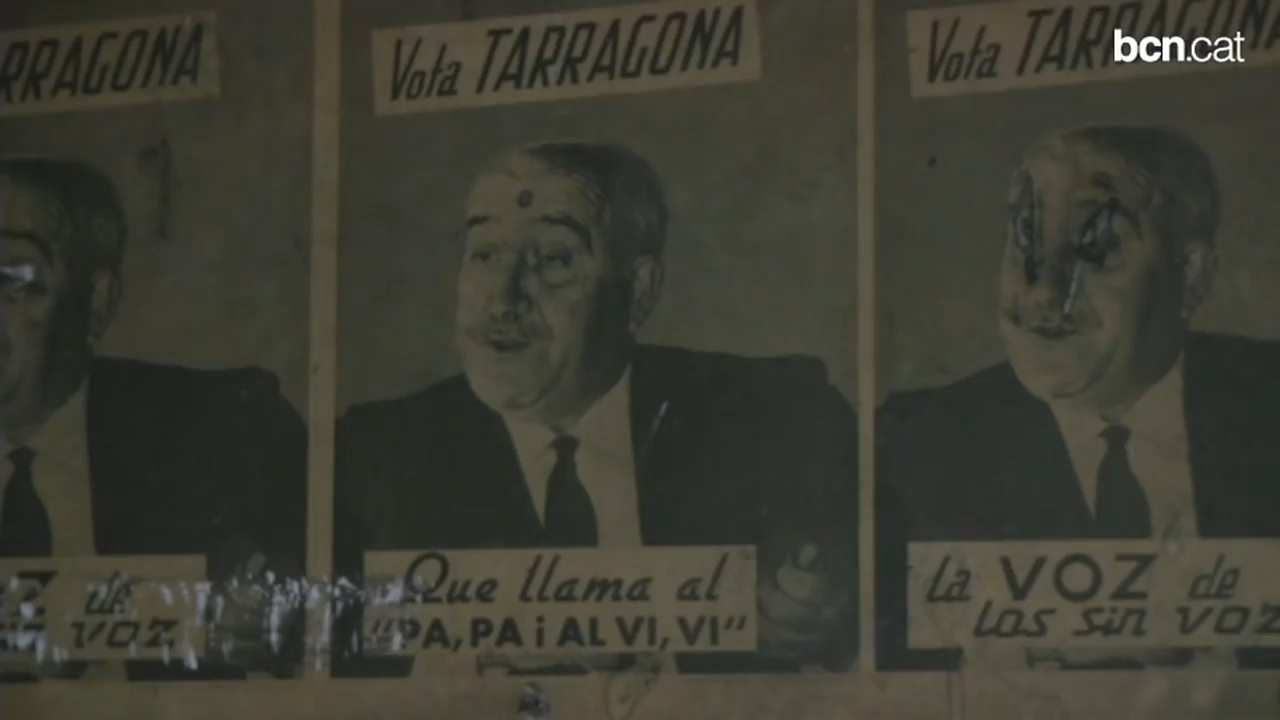 RRAGONA
Vota TARRAGONA
Vota TARRAGONA
bcn.cat
Z de
voz
Que llama al
"PA, PA i AL VI, VI"
La VOZ de
los sin voz